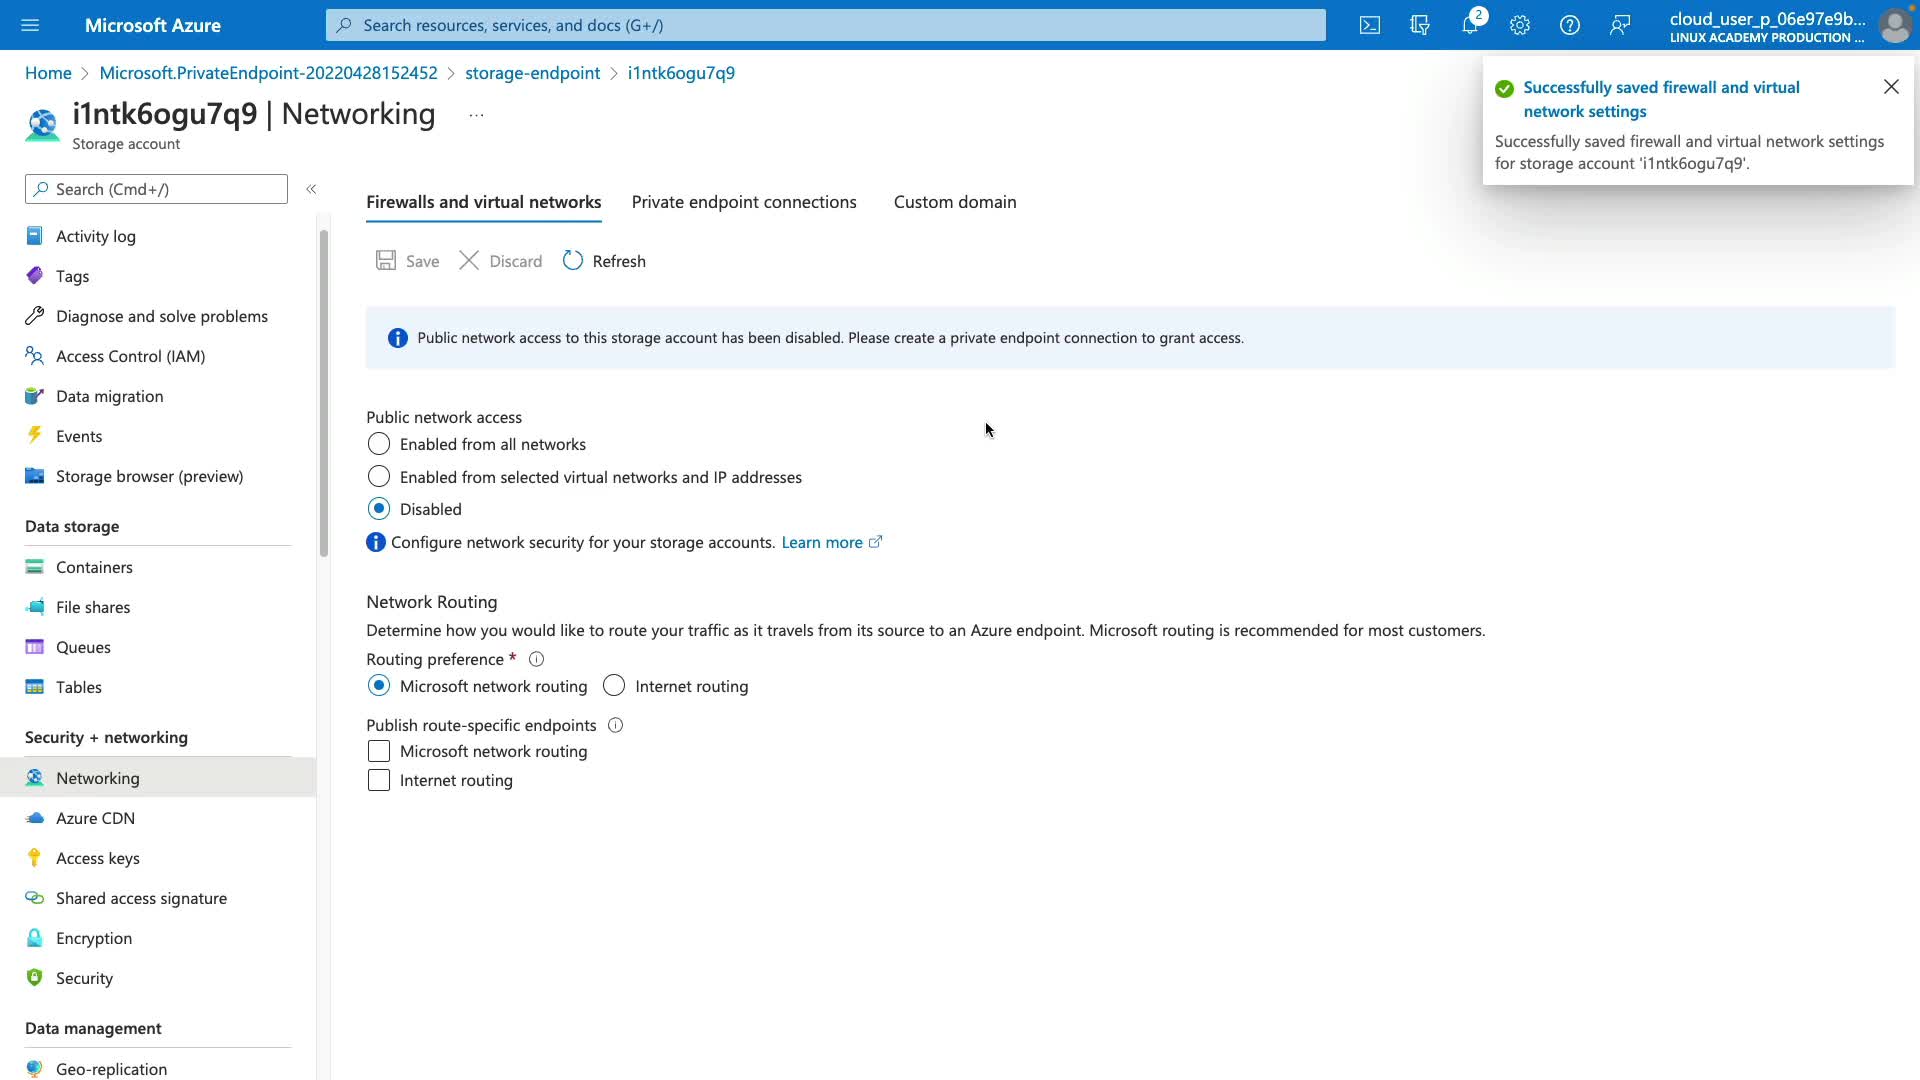 Microsoft Azure
Search resources, services, and docs (G+/)
2
cloud_user_p_06e97e9b...
LINUX ACADEMY PRODUCTION ...
Home > Microsoft.PrivateEndpoint-20220428152452 > storage-endpoint > i1ntk6ogu7q9
i1ntk6ogu7q9 | Networking ...
Storage account
Successfully saved firewall and virtual
network settings
Successfully saved firewall and virtual network settings
for storage account 'i1ntk6ogu7q9'.
Search (Cmd+/)
Activity log
Tags
Diagnose and solve problems
Access Control (IAM)
Data migration
Events
Storage browser (preview)
Data storage
Containers
File shares
Queues
Tables
Security + networking
Networking
Azure CDN
Access keys
Shared access signature
Encryption
Security
Data management
Geo-replication
Firewalls and virtual networks
Private endpoint connections
Custom domain
Save
Discard
Refresh
Public network access to this storage account has been disabled. Please create a private endpoint connection to grant access.
Public network access
Enabled from all networks
Enabled from selected virtual networks and IP addresses
Disabled
Configure network security for your storage accounts. Learn more
Network Routing
Determine how you would like to route your traffic as it travels from its source to an Azure endpoint. Microsoft routing is recommended for most customers.
Routing preference *
Microsoft network routing
Internet routing
Publish route-specific endpoints
Microsoft network routing
Internet routing